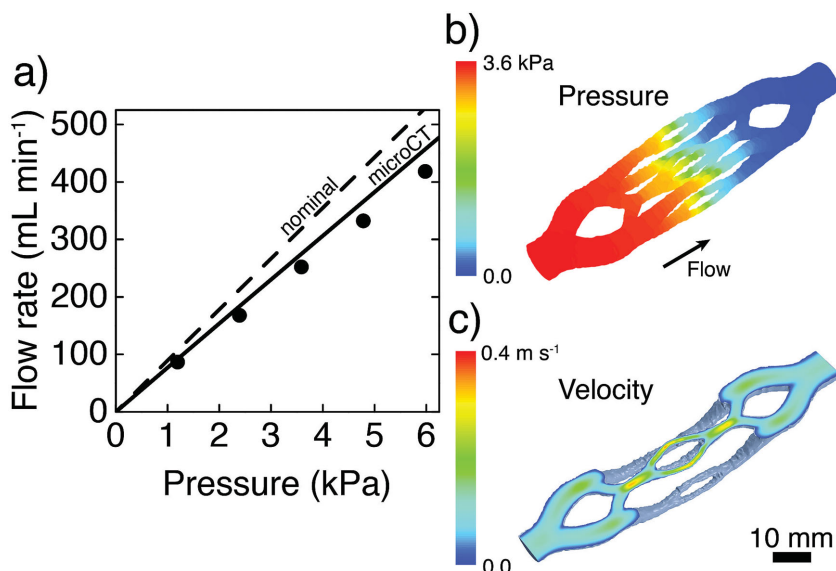 a)
500
400
300
200
100
0
0 1 2 3 4 5 6
Flow rate (mL min⁻¹)
Pressure (kPa)
nominal
microCT
b)
3.6 kPa
Pressure
0.0
Flow
c)
0.4 m s⁻¹
Velocity
0.0
10 mm